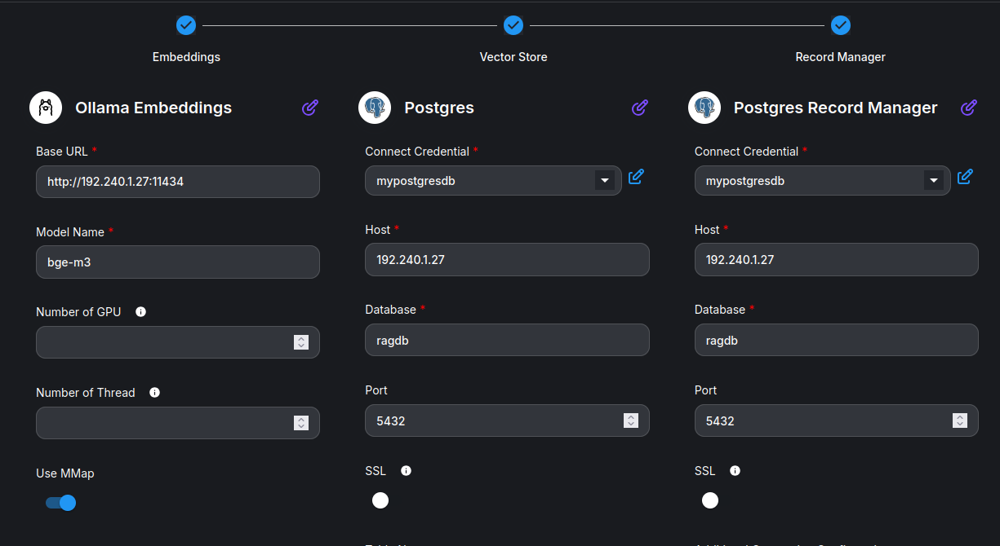 Embeddings
Vector Store
Record Manager
Ollama Embeddings
Base URL *
http://192.240.1.27:11434
Model Name *
bge-m3
Number of GPU
Number of Thread
Use MMap
Postgres
Connect Credential *
mypostgresdb
Host *
192.240.1.27
Database *
ragdb
Port
5432
SSL
Postgres Record Manager
Connect Credential *
mypostgresdb
Host *
192.240.1.27
Database *
ragdb
Port
5432
SSL